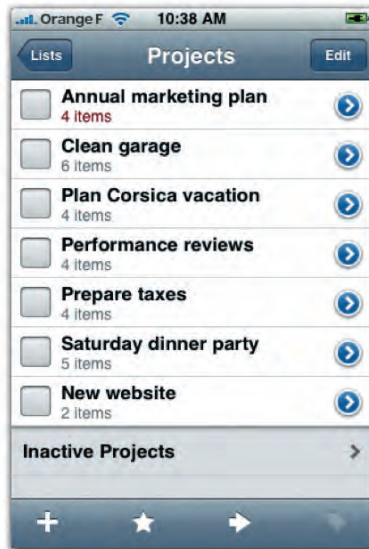 Orange F 10:38 AM
Lists Projects Edit
Annual marketing plan
4 items
Clean garage
6 items
Plan Corsica vacation
4 items
Performance reviews
4 items
Prepare taxes
4 items
Saturday dinner party
5 items
New website
2 items
Inactive Projects